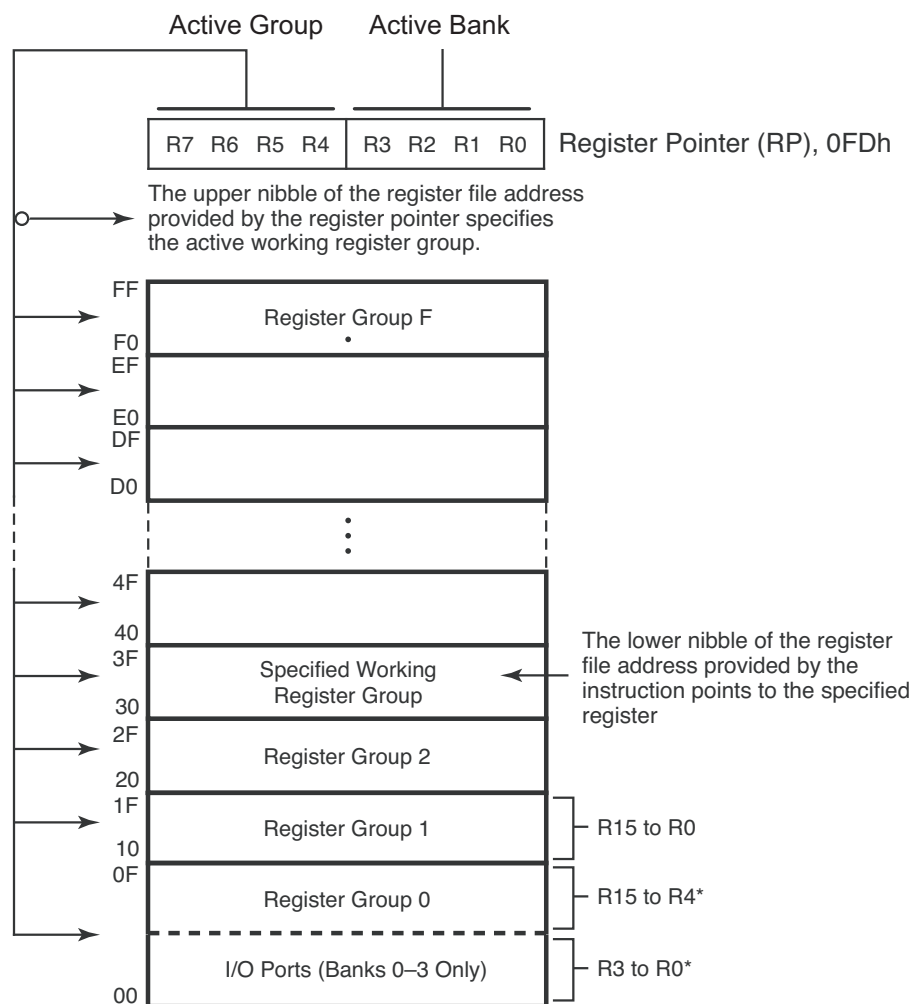 Active Group Active Bank
R7 R6 R5 R4 R3 R2 R1 R0 Register Pointer (RP), 0FDh
The upper nibble of the register file address
provided by the register pointer specifies
the active working register group.
FF
Register Group F
F0
EF
E0
DF
D0
4F
40
3F
Specified Working
Register Group
30
The lower nibble of the register
file address provided by the
instruction points to the specified
register
2F
Register Group 2
20
1F
Register Group 1
10
R15 to R0
0F
Register Group 0
R15 to R4*
I/O Ports (Banks 0–3 Only)
00
R3 to R0*